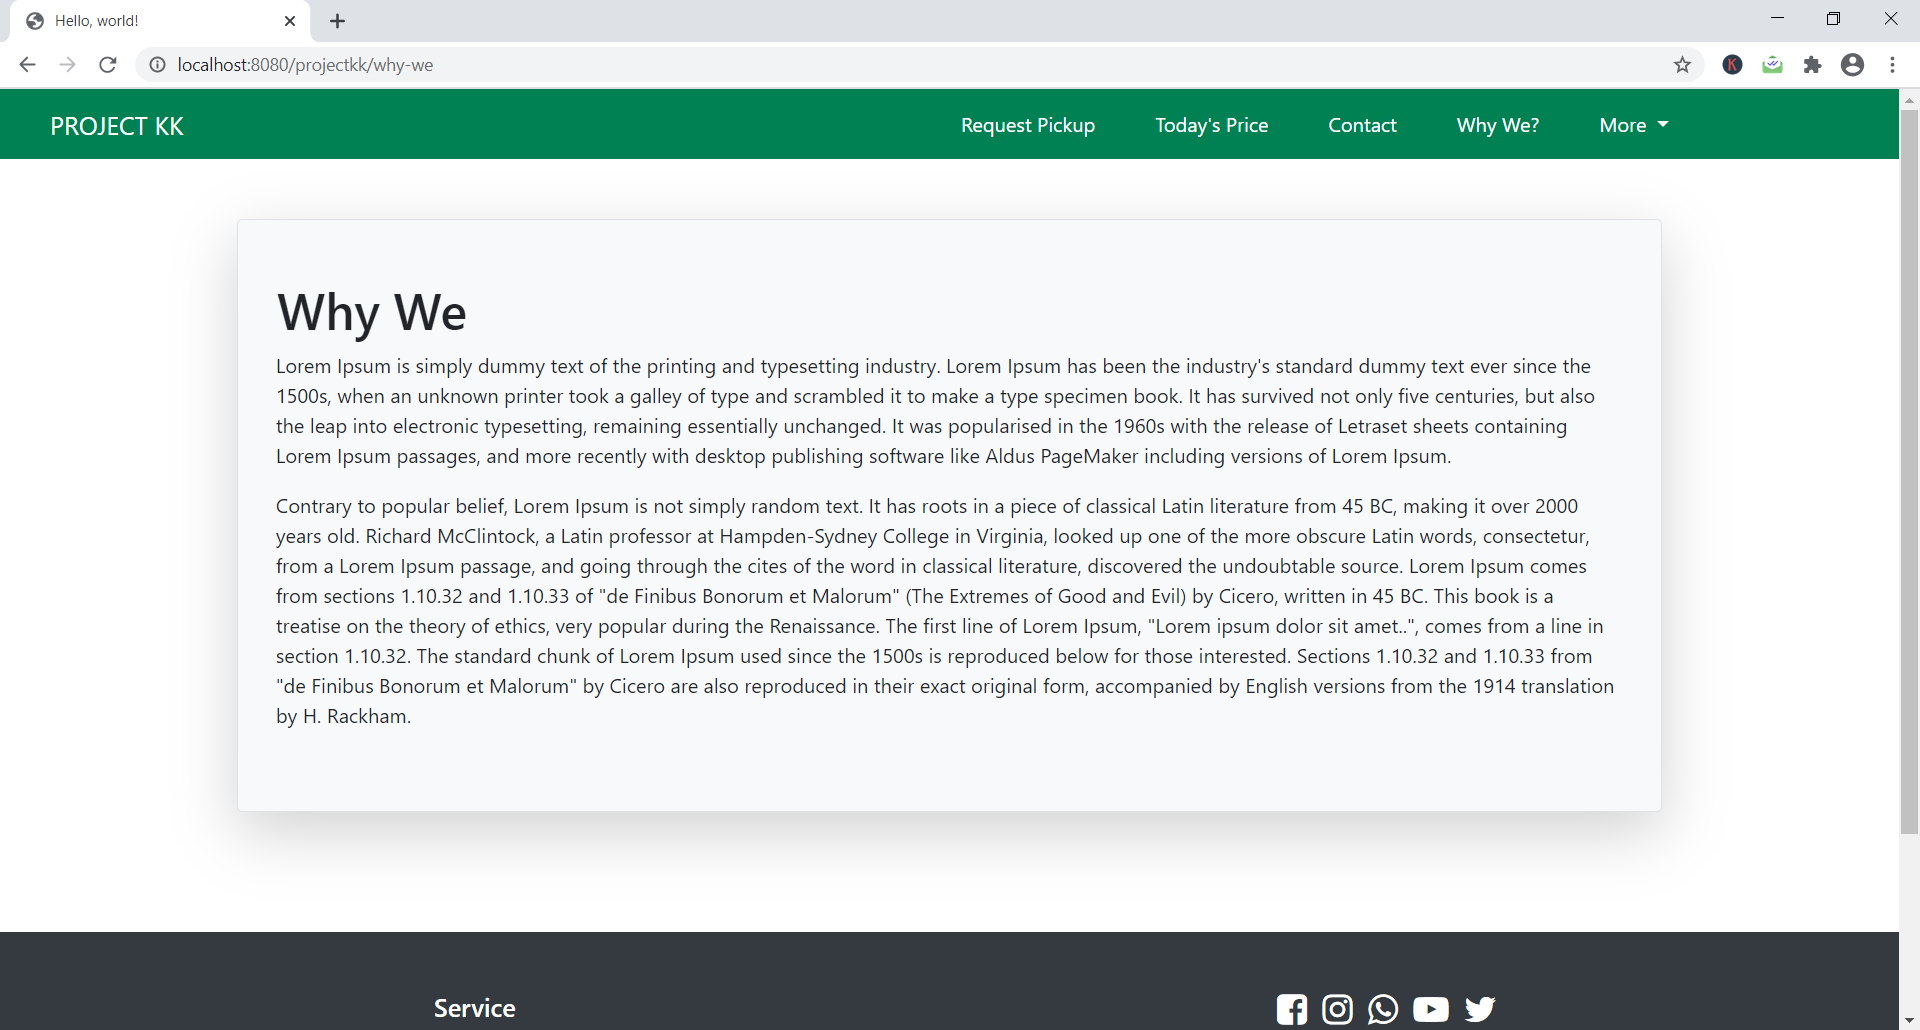 Hello, world!
localhost:8080/projectkk/why-we
K
PROJECT KK
Request Pickup
Today's Price
Contact
Why We?
More
Why We
Lorem Ipsum is simply dummy text of the printing and typesetting industry. Lorem Ipsum has been the industry's standard dummy text ever since the
1500s, when an unknown printer took a galley of type and scrambled it to make a type specimen book. It has survived not only five centuries, but also
the leap into electronic typesetting, remaining essentially unchanged. It was popularised in the 1960s with the release of Letraset sheets containing
Lorem Ipsum passages, and more recently with desktop publishing software like Aldus PageMaker including versions of Lorem Ipsum.
Contrary to popular belief, Lorem Ipsum is not simply random text. It has roots in a piece of classical Latin literature from 45 BC, making it over 2000
years old. Richard McClintock, a Latin professor at Hampden-Sydney College in Virginia, looked up one of the more obscure Latin words, consectetur,
from a Lorem Ipsum passage, and going through the cites of the word in classical literature, discovered the undoubtable source. Lorem Ipsum comes
from sections 1.10.32 and 1.10.33 of "de Finibus Bonorum et Malorum" (The Extremes of Good and Evil) by Cicero, written in 45 BC. This book is a
treatise on the theory of ethics, very popular during the Renaissance. The first line of Lorem Ipsum, "Lorem ipsum dolor sit amet..", comes from a line in
section 1.10.32. The standard chunk of Lorem Ipsum used since the 1500s is reproduced below for those interested. Sections 1.10.32 and 1.10.33 from
"de Finibus Bonorum et Malorum" by Cicero are also reproduced in their exact original form, accompanied by English versions from the 1914 translation
by H. Rackham.
Service